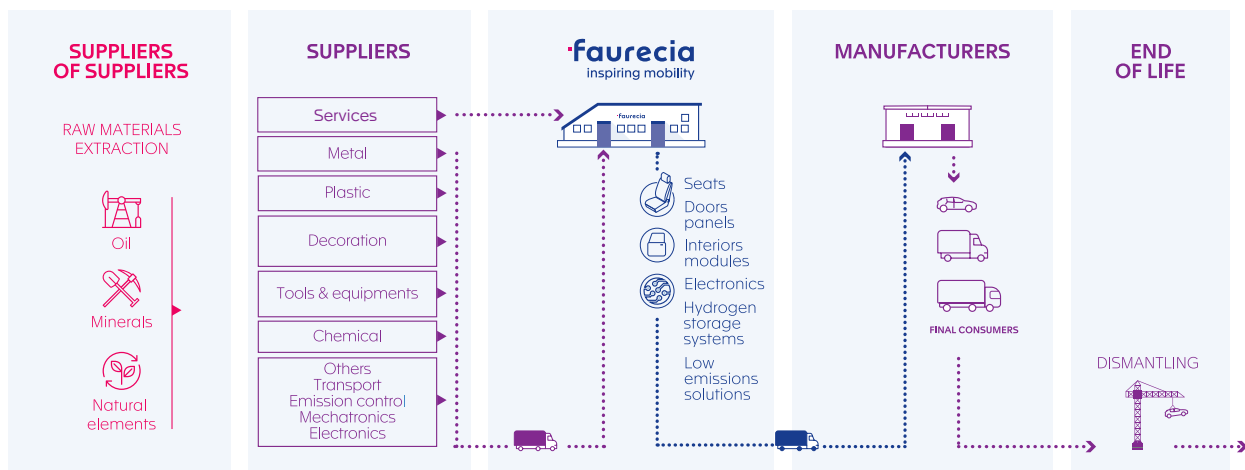 SUPPLIERS
OF SUPPLIERS
RAW MATERIALS
EXTRACTION
Oil
Minerals
Natural
elements
SUPPLIERS
Services
Metal
Plastic
Decoration
Tools & equipments
Chemical
Others
Transport
Emission control
Mechatronics
Electronics
faurecia
inspiring mobility
faurecia
Seats
Doors
panels
Interiors
modules
Electronics
Hydrogen
storage
systems
Low
emissions
solutions
MANUFACTURERS
FINAL CONSUMERS
END
OF LIFE
DISMANTLING